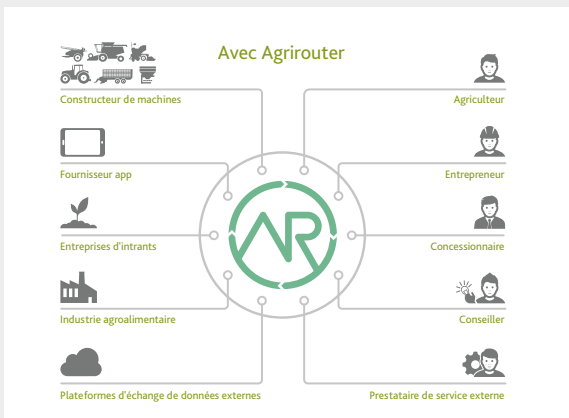 Avec Agrirouter
Constructeur de machines
Agriculteur
Fournisseur app
Entrepreneur
AR
Entreprises d'intrants
Concessionnaire
Industrie agroalimentaire
Conseiller
Plateformes d'échange de données externes
Prestataire de service externe